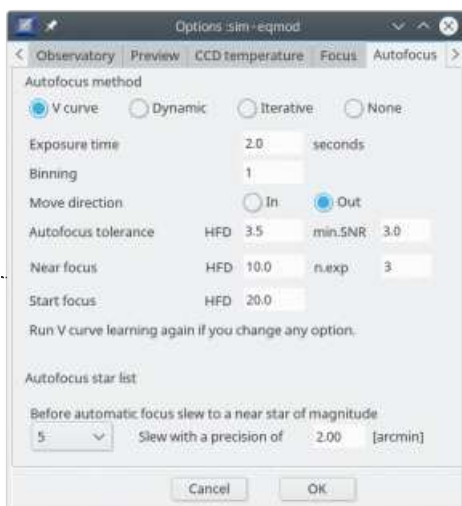 Options :sim-eqmod
Observatory Preview CCD temperature Focus Autofocus
Autofocus method
V curve Dynamic Iterative None
Exposure time 2.0 seconds
Binning 1
Move direction In Out
Autofocus tolerance HFD 3.5 min.SNR 3.0
Near focus HFD 10.0 n.exp 3
Start focus HFD 20.0
Run V curve learning again if you change any option.
Autofocus star list
Before automatic focus slew to a near star of magnitude
5 Slew with a precision of 2.00 [arcmin]
Cancel OK